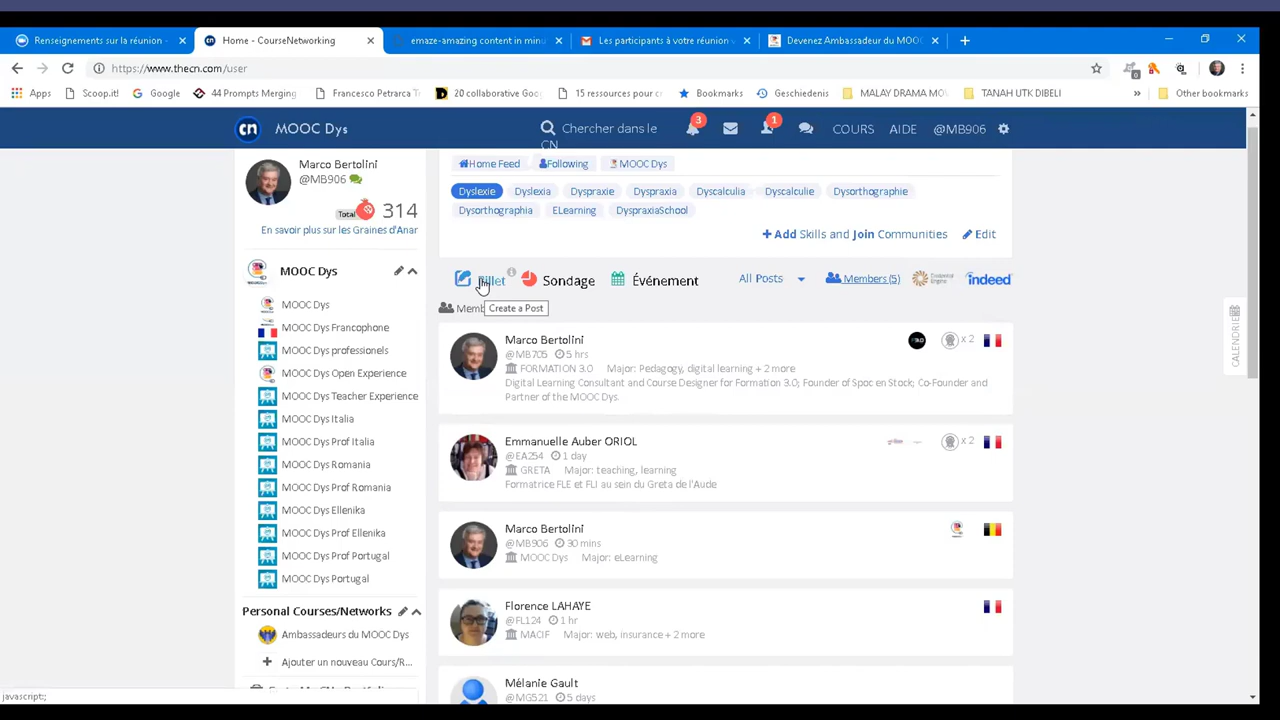 Renseignements sur la réunion -
Home - CourseNetworking
emaze-amazing content in minu
Les participants à votre réunion v
Devenez Ambassadeur du MOO
https://www.thecn.com/user
Apps
Scoop.it!
Google
44 Prompts Merging
Francesco Petrarca T
20 collaborative Goo
15 ressources pour cr
Bookmarks
Geschiedenis
MALAY DRAMA MO
TANAH UTK DIBELI
»
Other bookmarks
cn
MOOC Dys
Chercher dans le
CN
3
1
COURS
AIDE
@MB906
Marco Bertolini
@MB906
Total
314
En savoir plus sur les Graines d'Anar
MOOC Dys
MOOC Dys
MOOC Dys Francophone
MOOC Dys professionels
MOOC Dys Open Experience
MOOC Dys Teacher Experience
MOOC Dys Italia
MOOC Dys Prof Italia
MOOC Dys Romania
MOOC Dys Prof Romania
MOOC Dys Ellenika
MOOC Dys Prof Ellenika
MOOC Dys Prof Portugal
MOOC Dys Portugal
Personal Courses/Networks
Ambassadeurs du MOOC Dys
Ajouter un nouveau Cours/R...
Home Feed
Following
MOOC Dys
Dyslexie
Dyslexia
Dyspraxie
Dyspraxia
Dyscalculia
Dyscalculie
Dysorthographie
Dysorthographia
ELearning
DyspraxiaSchool
Add Skills and Join Communities
Edit
Billet
Sondage
Événement
All Posts
Members (5)
indeed
Create a Post
Marco Bertolini
@MB705 5 hrs
FORMATION 3.0 Major: Pedagogy, digital learning + 2 more
Digital Learning Consultant and Course Designer for Formation 3.0; Founder of Spoc en Stock; Co-Founder and
Partner of the MOOC Dys.
x 2
Emmanuelle Auber ORIOL
@EA254 1 day
GRETA Major: teaching, learning
Formatrice FLE et FLI au sein du Greta de l'Aude
x 2
Marco Bertolini
@MB906 30 mins
MOOC Dys Major: eLearning
Florence LAHAYE
@FL124 1 hr
MACIF Major: web, insurance + 2 more
Mélanie Gault
@MG521 5 days
CALENDRIE
javascript:;